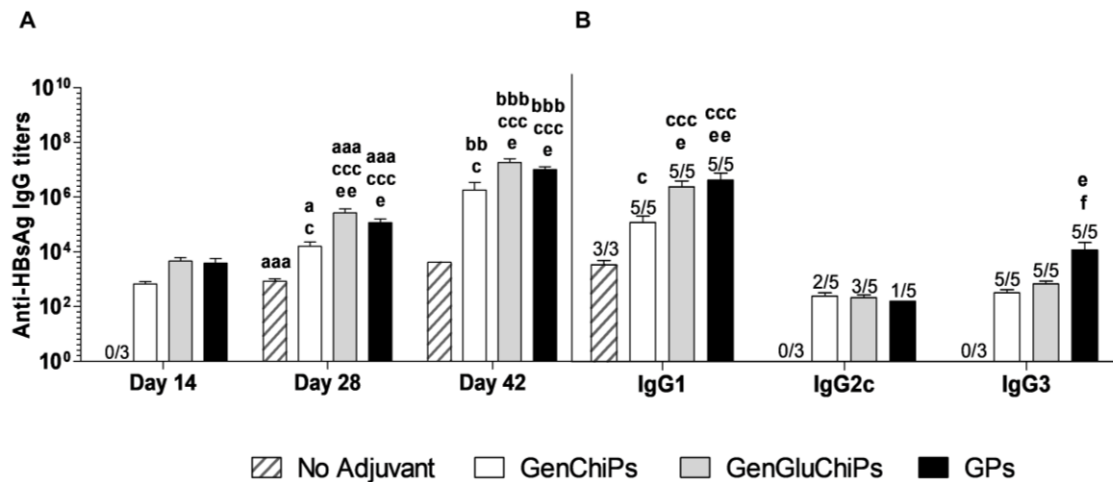 A
B
Anti-HBsAg IgG titers
10^10
10^8
10^6
10^4
10^2
10^0
0/3
aaa
a
c
aaa
ccc
ee
aaa
ccc
e
bb
c
bbb
ccc
e
bbb
ccc
e
3/3
c
5/5
ccc
e
5/5
ccc
ee
5/5
0/3
2/5
3/5
1/5
0/3
5/5
5/5
e
f
5/5
Day 14
Day 28
Day 42
IgG1
IgG2c
IgG3
No Adjuvant
GenChiPs
GenGluChiPs
GPs